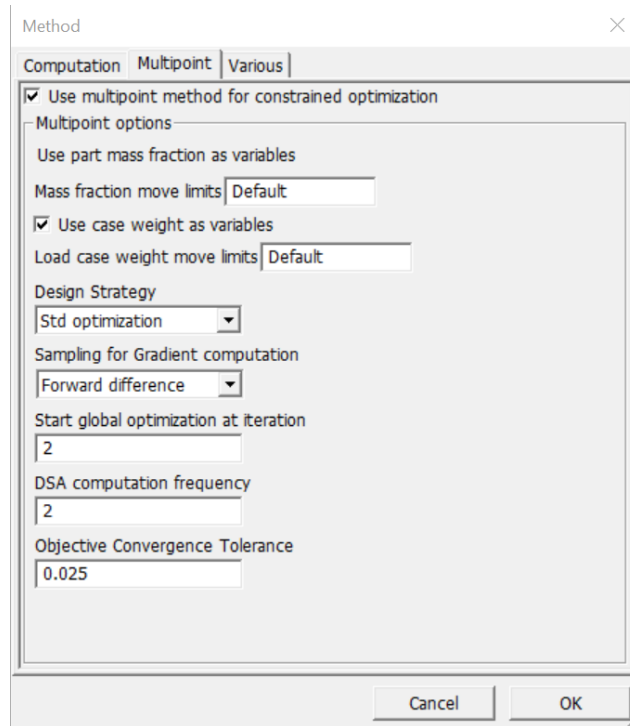 Method
Computation Multipoint Various
Use multipoint method for constrained optimization
Multipoint options
Use part mass fraction as variables
Mass fraction move limits Default
Use case weight as variables
Load case weight move limits Default
Design Strategy
Std optimization
Sampling for Gradient computation
Forward difference
Start global optimization at iteration
2
DSA computation frequency
2
Objective Convergence Tolerance
0.025
Cancel OK